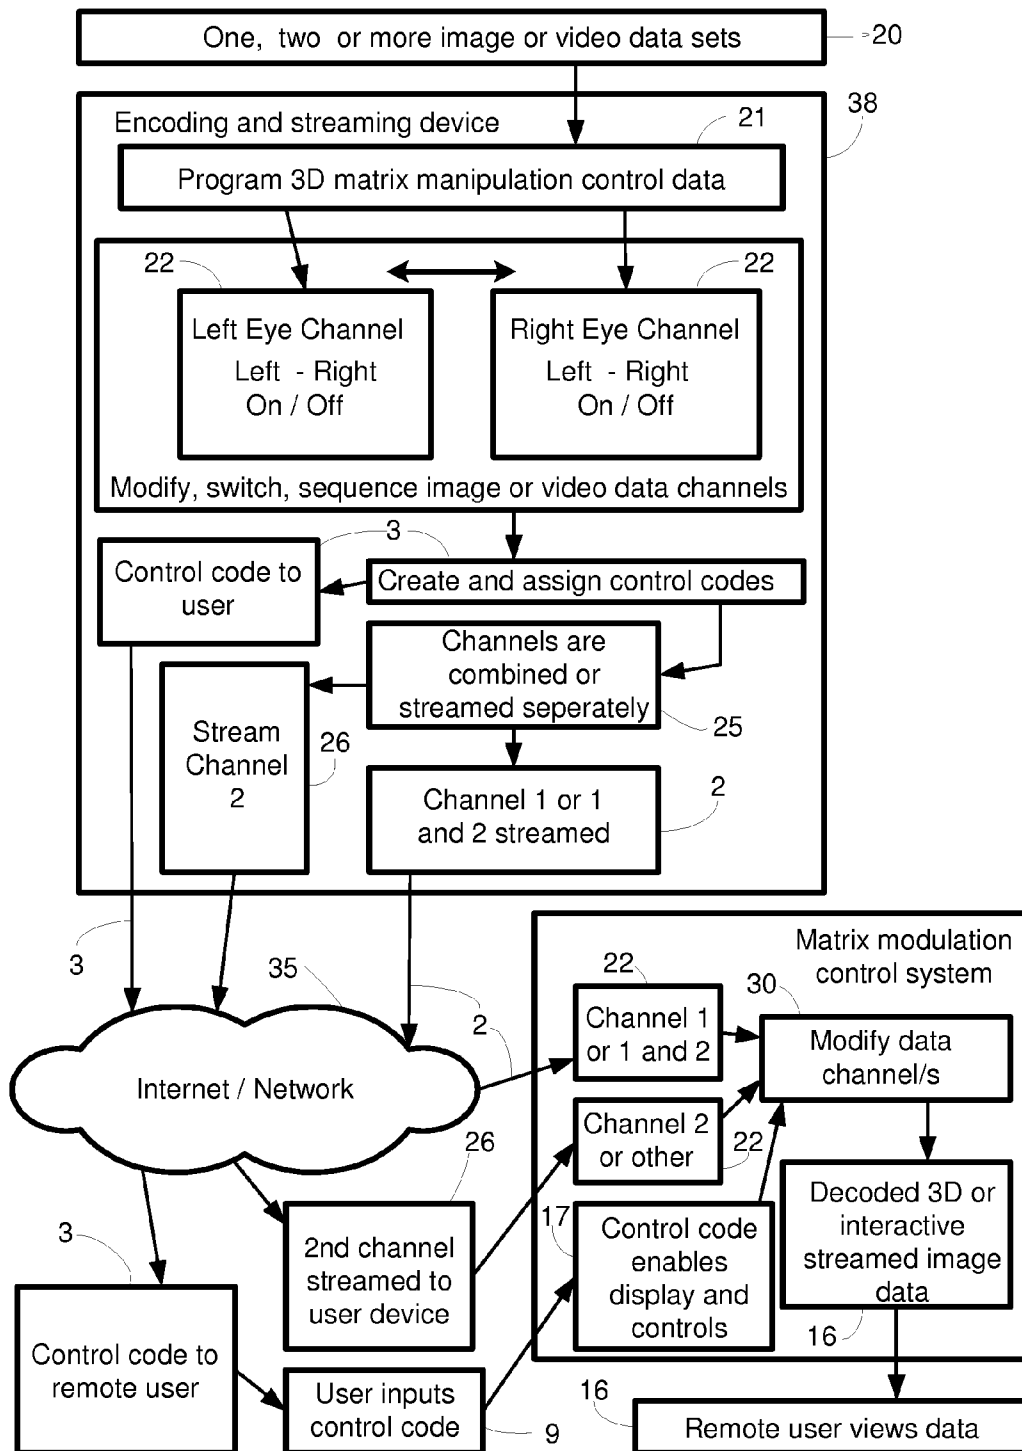 One, two or more image or video data sets
20
38
Encoding and streaming device
21
Program 3D matrix manipulation control data
22
22
Left Eye Channel
Left - Right
On / Off
Right Eye Channel
Left - Right
On / Off
Modify, switch, sequence image or video data channels
3
Control code to
user
Create and assign control codes
Channels are
combined or
streamed seperately
25
Stream
Channel
2
26
Channel 1 or 1
and 2 streamed
2
3
35
2
Internet / Network
Matrix modulation
control system
22
30
Channel 1
or 1 and 2
Modify data
channel/s
Channel 2
or other
22
26
2nd channel
streamed to
user device
17
Control code
enables
display and
controls
Decoded 3D or
interactive
streamed image
data
16
3
Control code to
remote user
User inputs
control code
9
16
Remote user views data